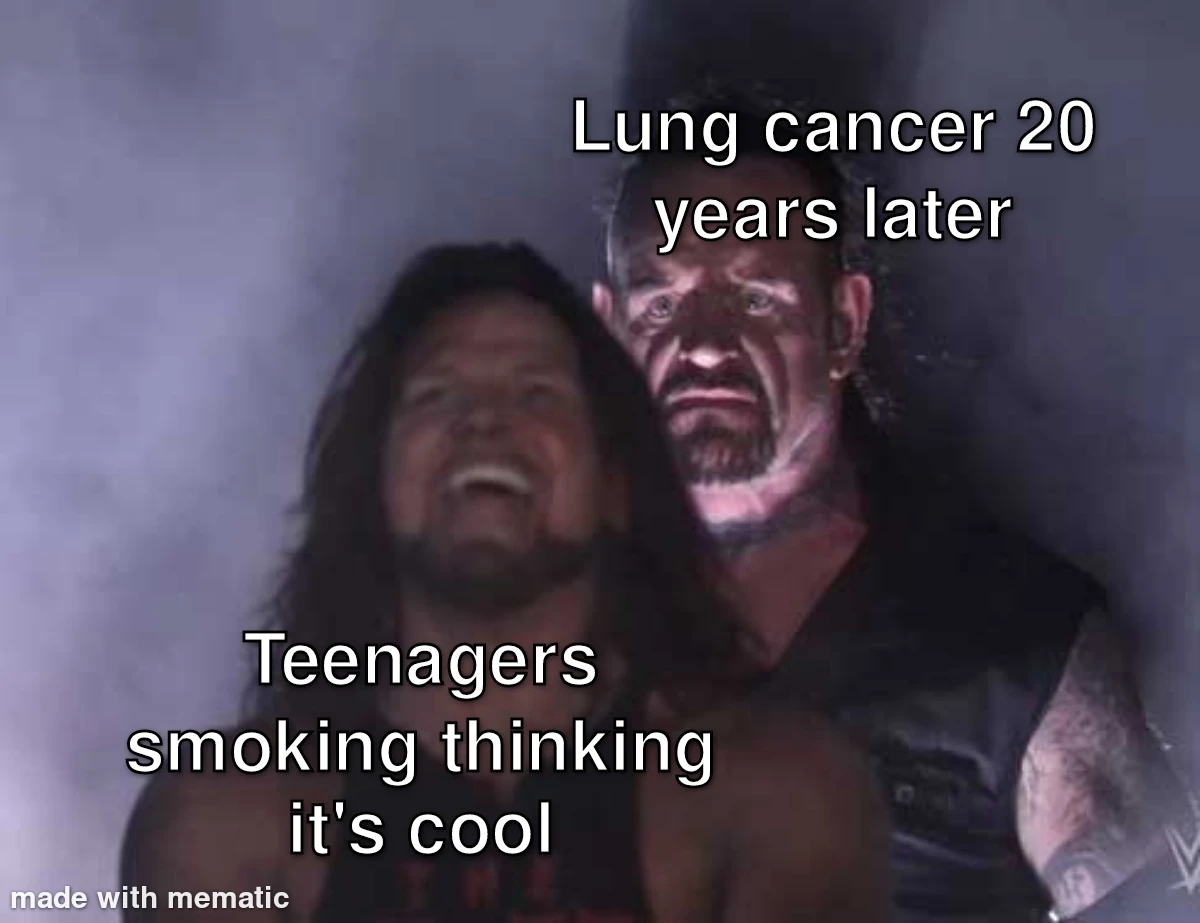 Lung cancer 20
years later
Teenagers
smoking thinking
it's cool
made with mematic